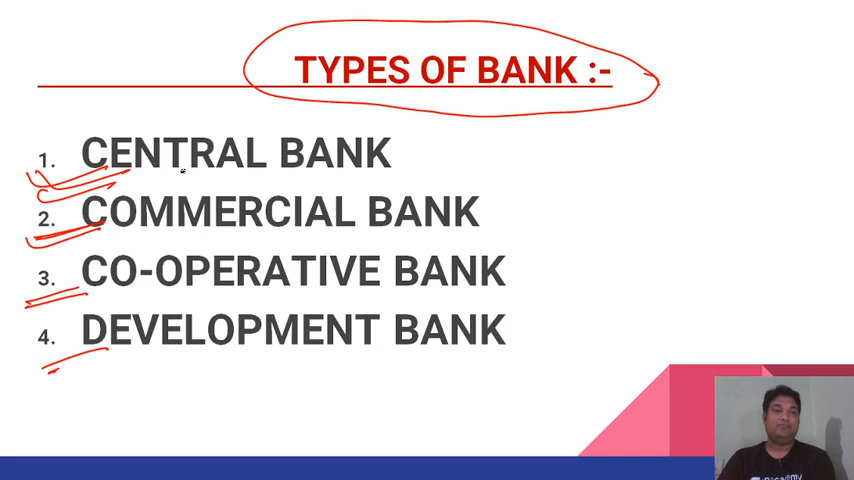 TYPES OF BANK :-
1. CENTRAL BANK
2. COMMERCIAL BANK
3. CO-OPERATIVE BANK
4. DEVELOPMENT BANK